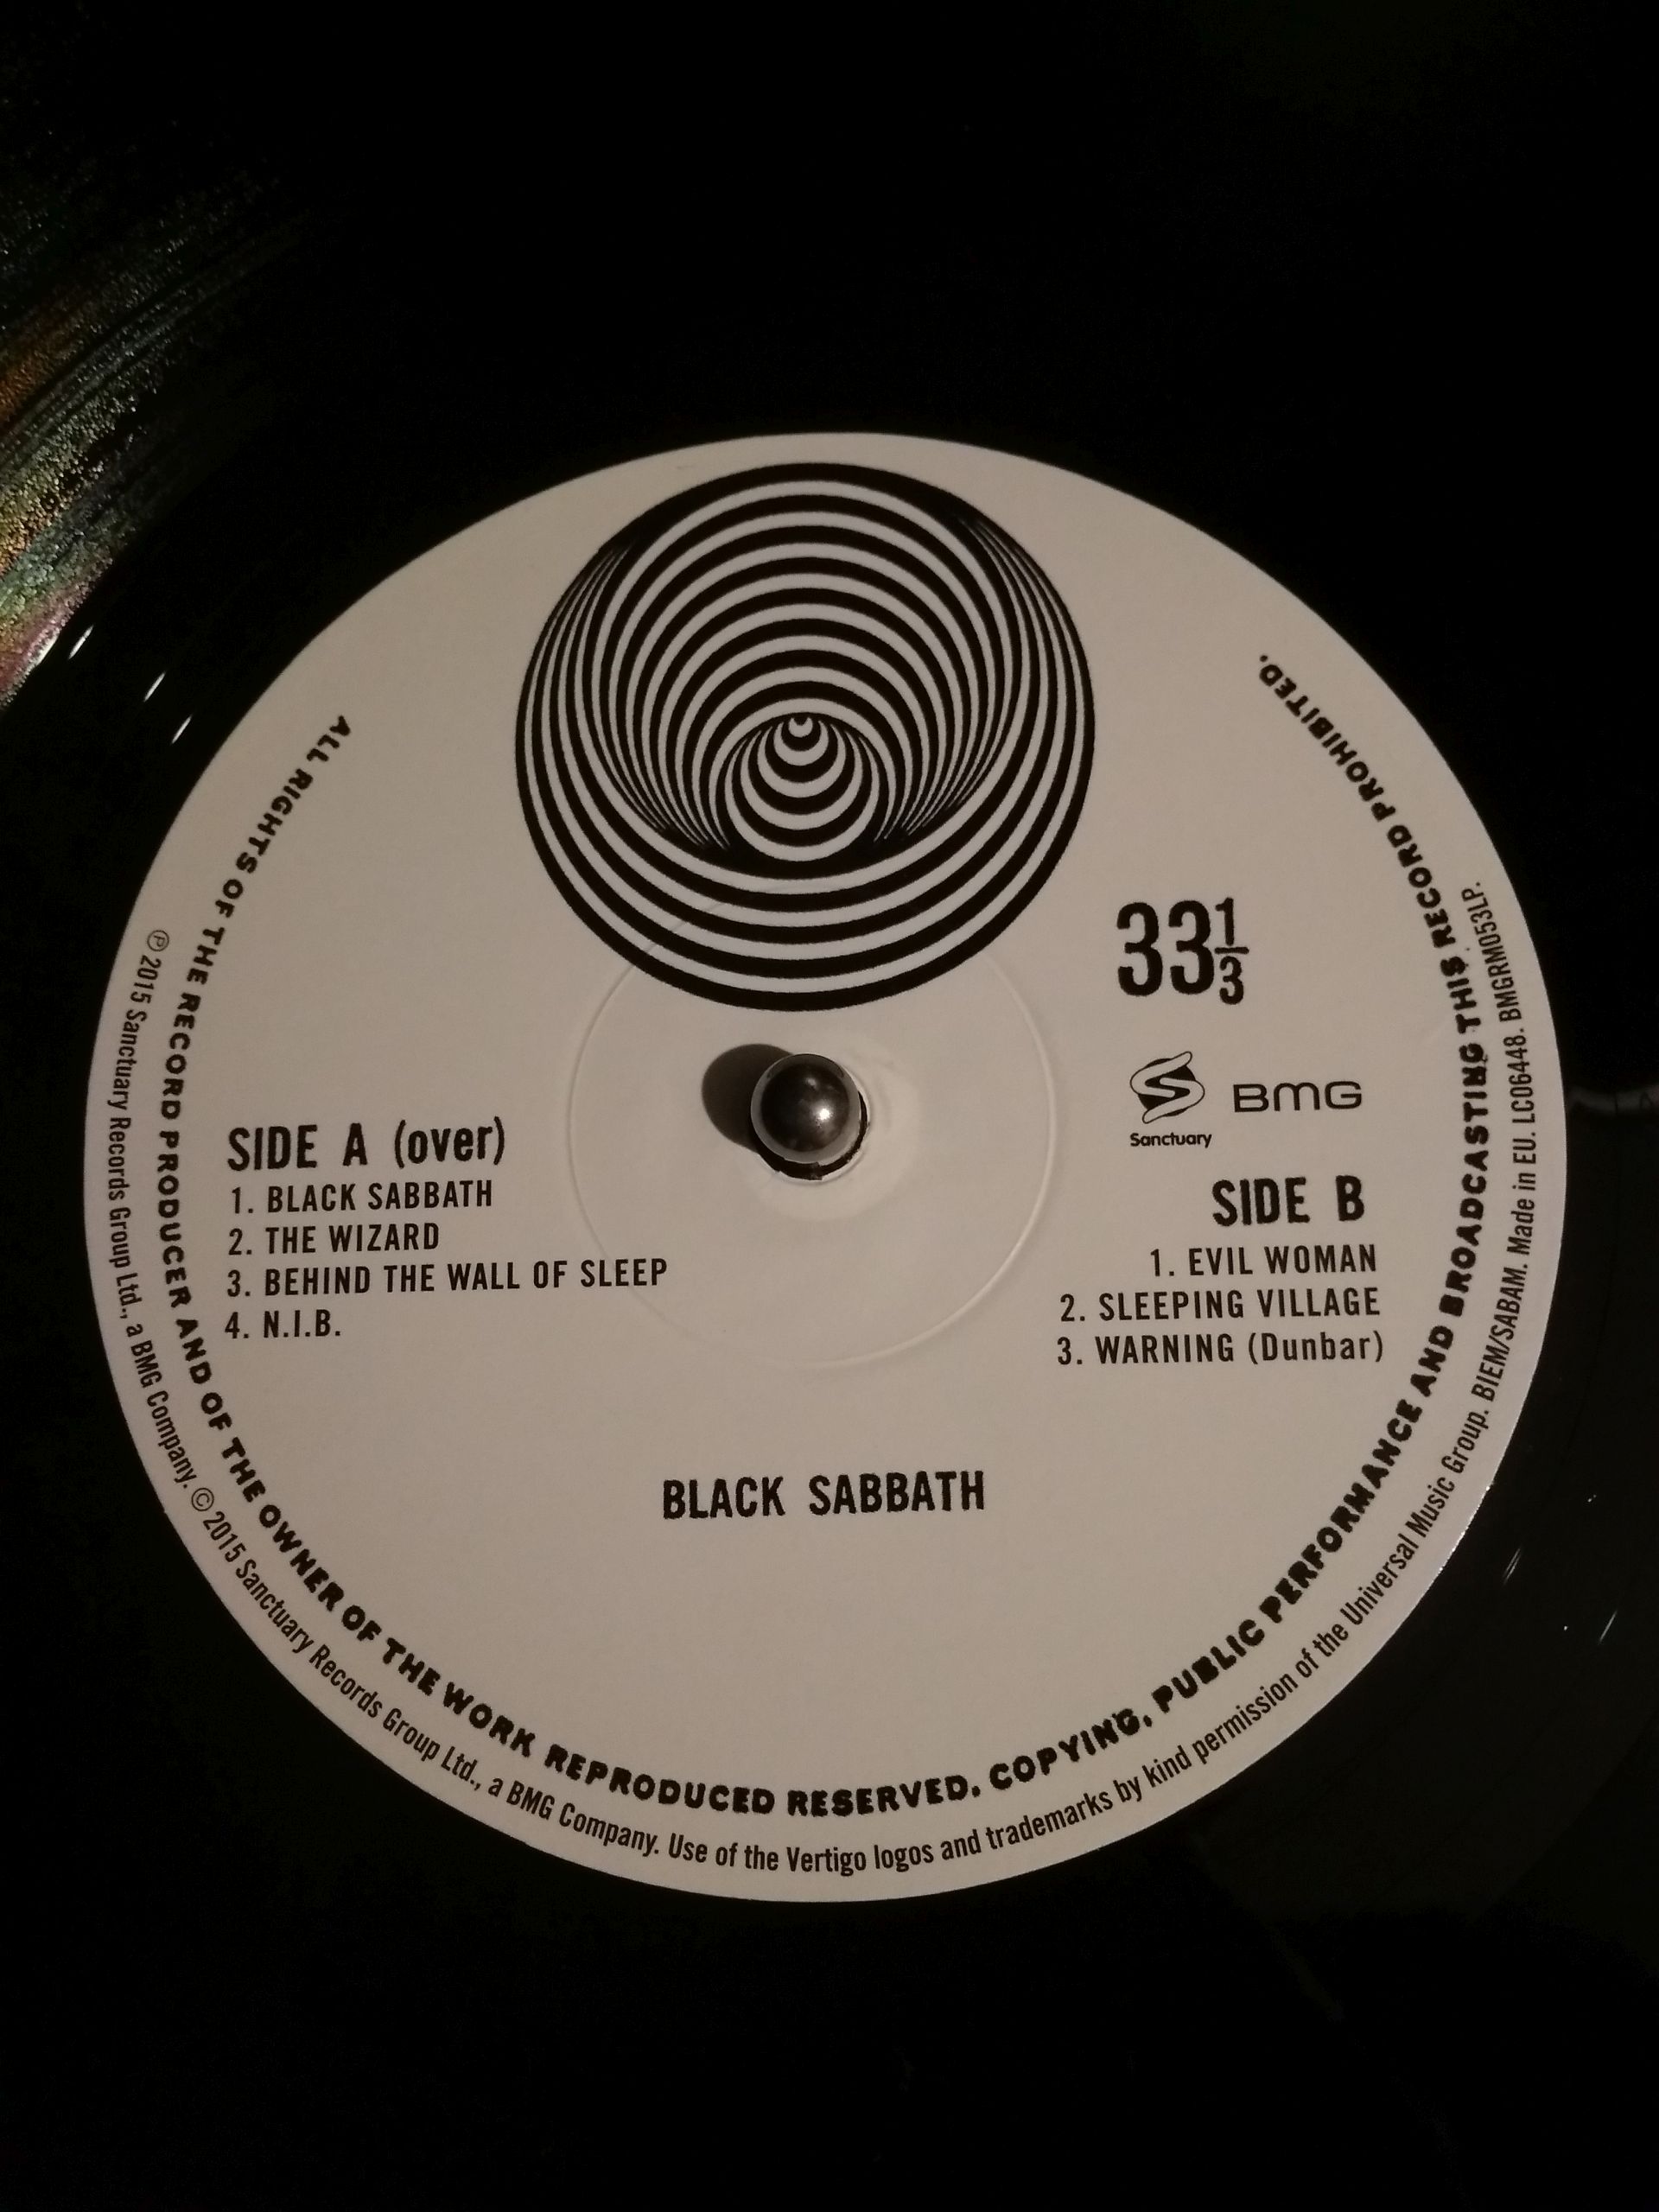 33 1/3
Sanctuary
BMG
SIDE A (over)
1. BLACK SABBATH
2. THE WIZARD
3. BEHIND THE WALL OF SLEEP
4. N.I.B.
SIDE B
1. EVIL WOMAN
2. SLEEPING VILLAGE
3. WARNING (Dunbar)
BLACK SABBATH
ALL RIGHTS OF THE RECORD PRODUCER AND OF THE OWNER OF THE WORK REPRODUCED RESERVED. COPYING, PUBLIC PERFORMANCE AND BROADCASTING THIS RECORD PROHIBITED.
℗ 2015 Sanctuary Records Group Ltd., a BMG Company. © 2015 Sanctuary Records Group Ltd., a BMG Company. Use of the Vertigo logos and trademarks by kind permission of the Universal Music Group. BIEM/SABAM. Made in EU. LC06448. BMGRM053LP.